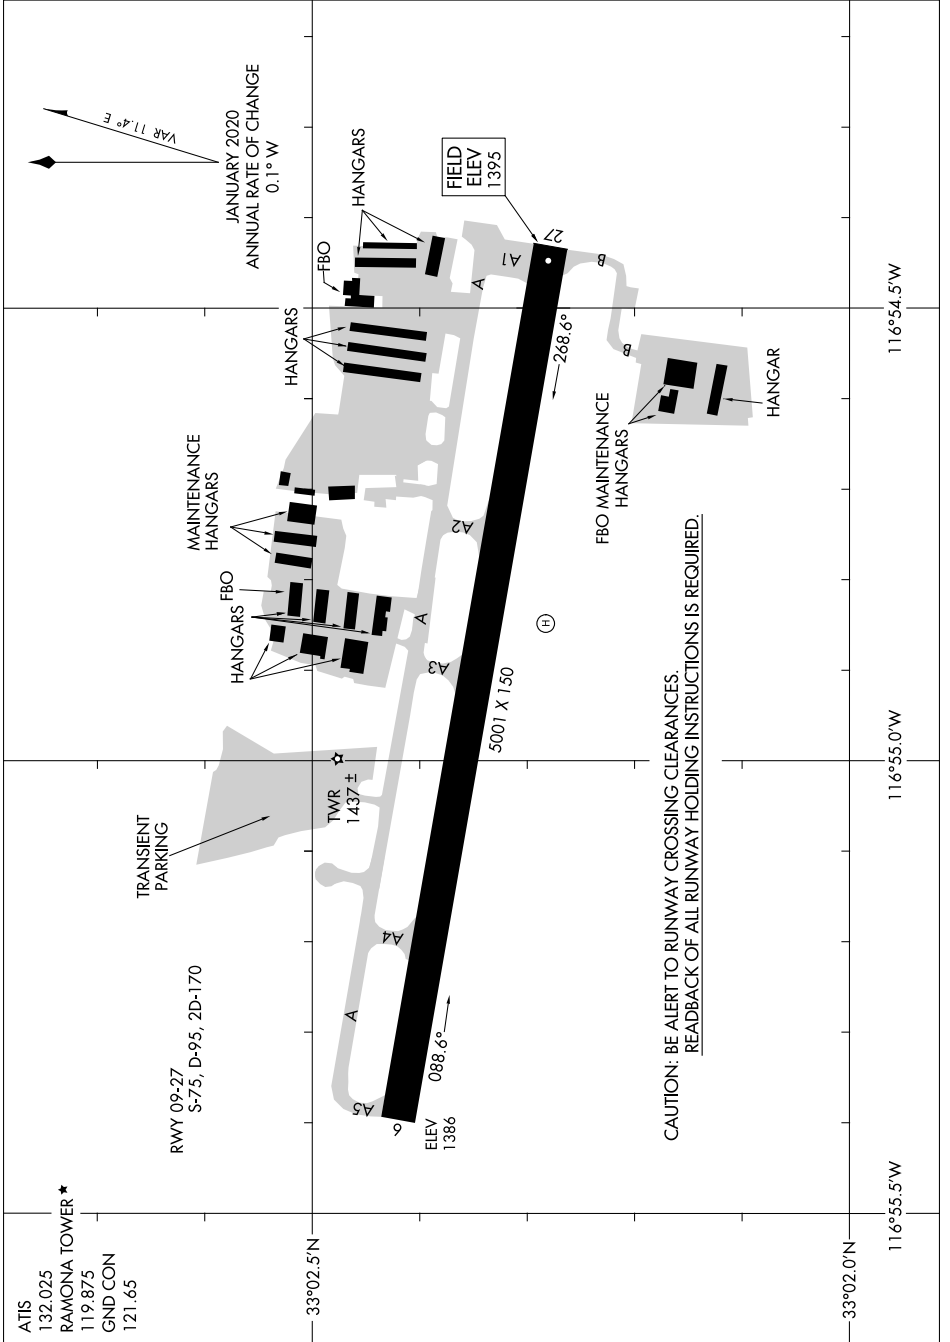 ATIS
132.025
RAMONA TOWER ★
119.875
GND CON
121.65
RWY 09-27
S-75, D-95, 2D-170
TRANSIENT
PARKING
TWR
1437 ±
HANGARS
FBO
MAINTENANCE
HANGARS
HANGARS
FBO
HANGARS
JANUARY 2020
ANNUAL RATE OF CHANGE
0.1° W
VAR 11.4° E
FIELD
ELEV
1395
27
A1
A
B
B
268.6°
A2
A
A3
5001 X 150
H
A4
A
A5
9
ELEV
1386
088.6°
FBO MAINTENANCE
HANGARS
HANGAR
CAUTION: BE ALERT TO RUNWAY CROSSING CLEARANCES.
READBACK OF ALL RUNWAY HOLDING INSTRUCTIONS IS REQUIRED.
33°02.5'N
33°02.0'N
116°55.5'W
116°55.0'W
116°54.5'W